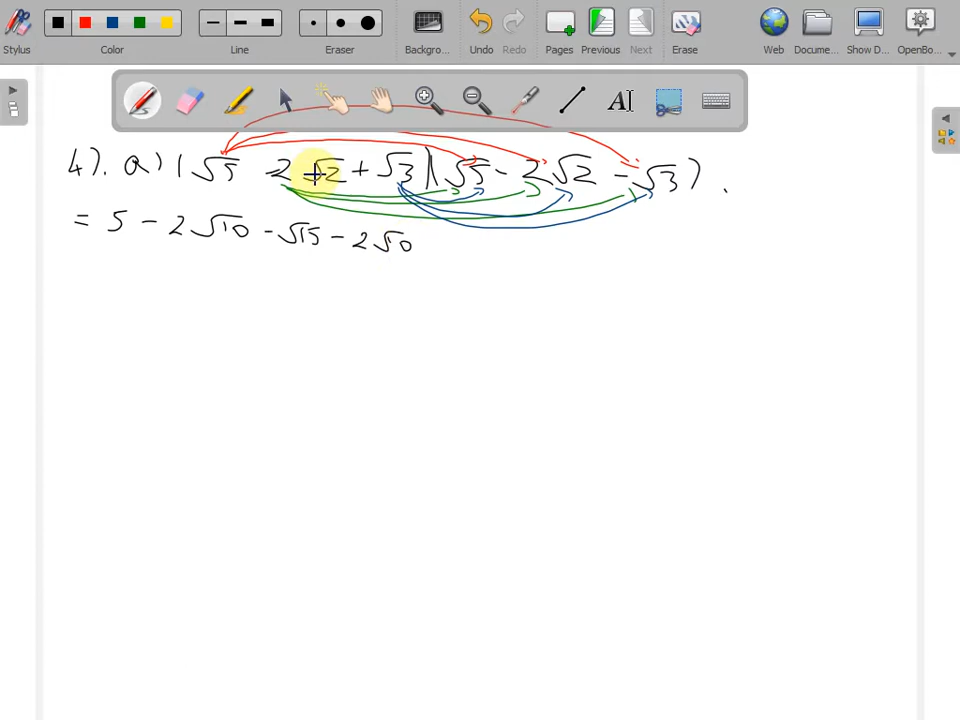 Stylus
Color
Line
Eraser
Backgro...
Undo
Redo
Pages
Previous
Next
Erase
Web
Docume...
Show D...
OpenBo...
4). a) (√5 - 2√2 + √3)(√5 - 2√2 - √3).
= 5 - 2√10 - √15 - 2√10